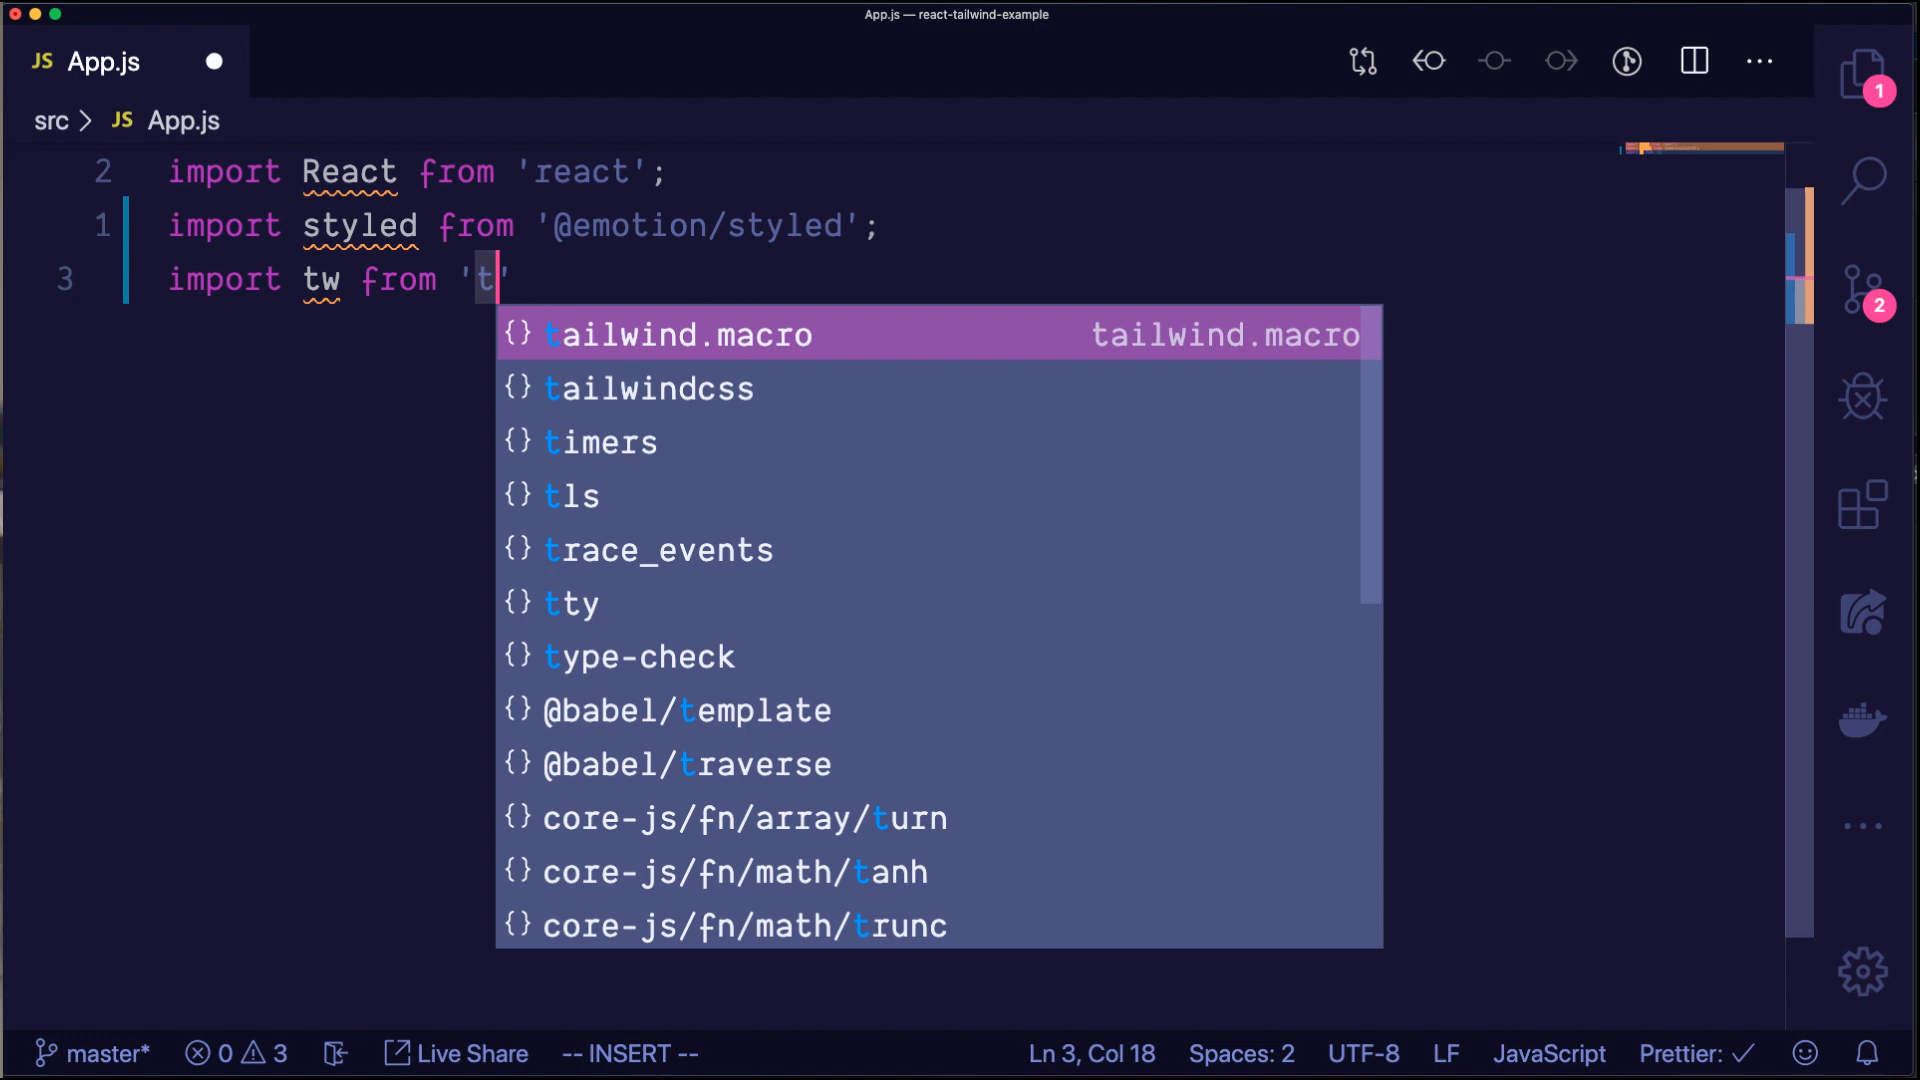 App.js — react-tailwind-example
JS App.js
src > JS App.js
1
2 import React from 'react';
1 import styled from '@emotion/styled';
3 import tw from 't'
2
{} tailwind.macro tailwind.macro
{} tailwindcss
{} timers
{} tls
{} trace_events
{} tty
{} type-check
{} @babel/template
{} @babel/traverse
{} core-js/fn/array/turn
{} core-js/fn/math/tanh
{} core-js/fn/math/trunc
master* 0 3 Live Share -- INSERT -- Ln 3, Col 18 Spaces: 2 UTF-8 LF JavaScript Prettier: ✓